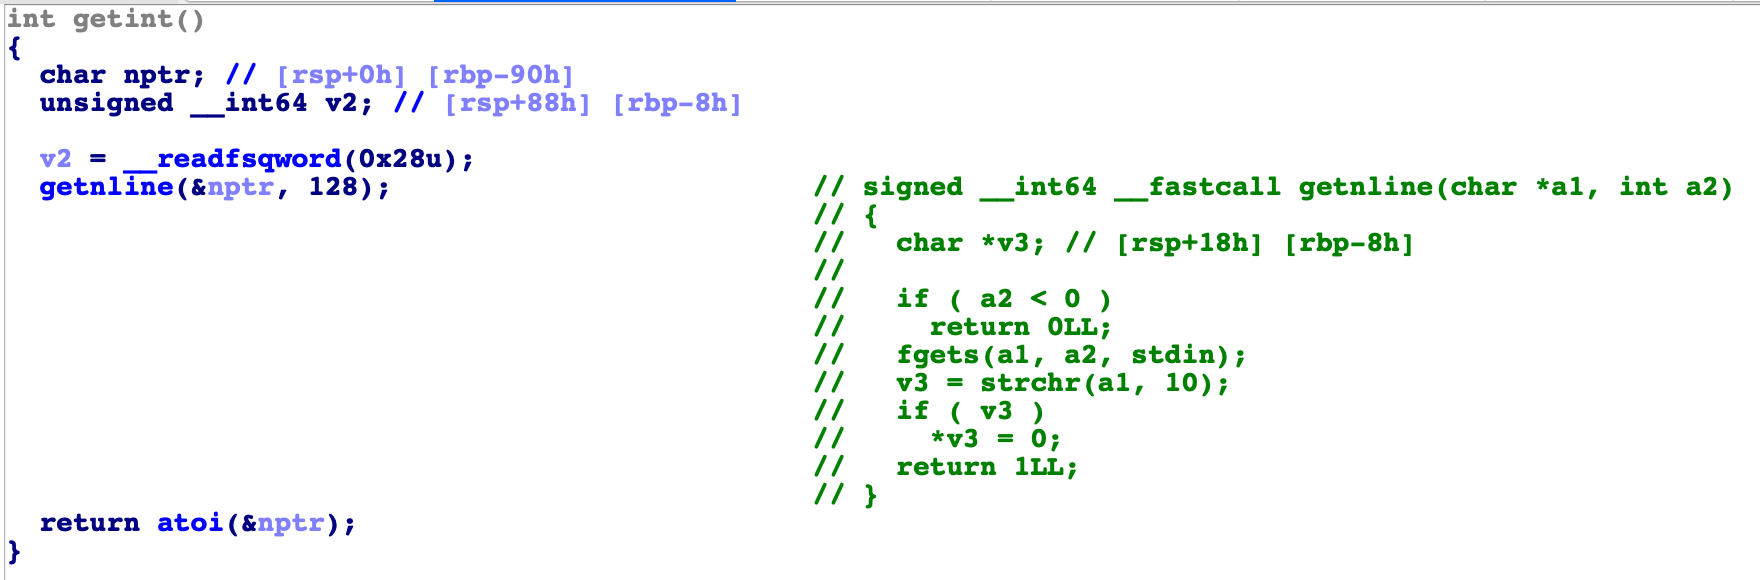 int getint()
{
char nptr; // [rsp+0h] [rbp-90h]
unsigned __int64 v2; // [rsp+88h] [rbp-8h]
v2 = __readfsqword(0x28u);
getnline(&nptr, 128); // signed __int64 __fastcall getnline(char *a1, int a2)
// {
// char *v3; // [rsp+18h] [rbp-8h]
//
// if ( a2 < 0 )
// return 0LL;
// fgets(a1, a2, stdin);
// v3 = strchr(a1, 10);
// if ( v3 )
// *v3 = 0;
// return 1LL;
// }
return atoi(&nptr);
}